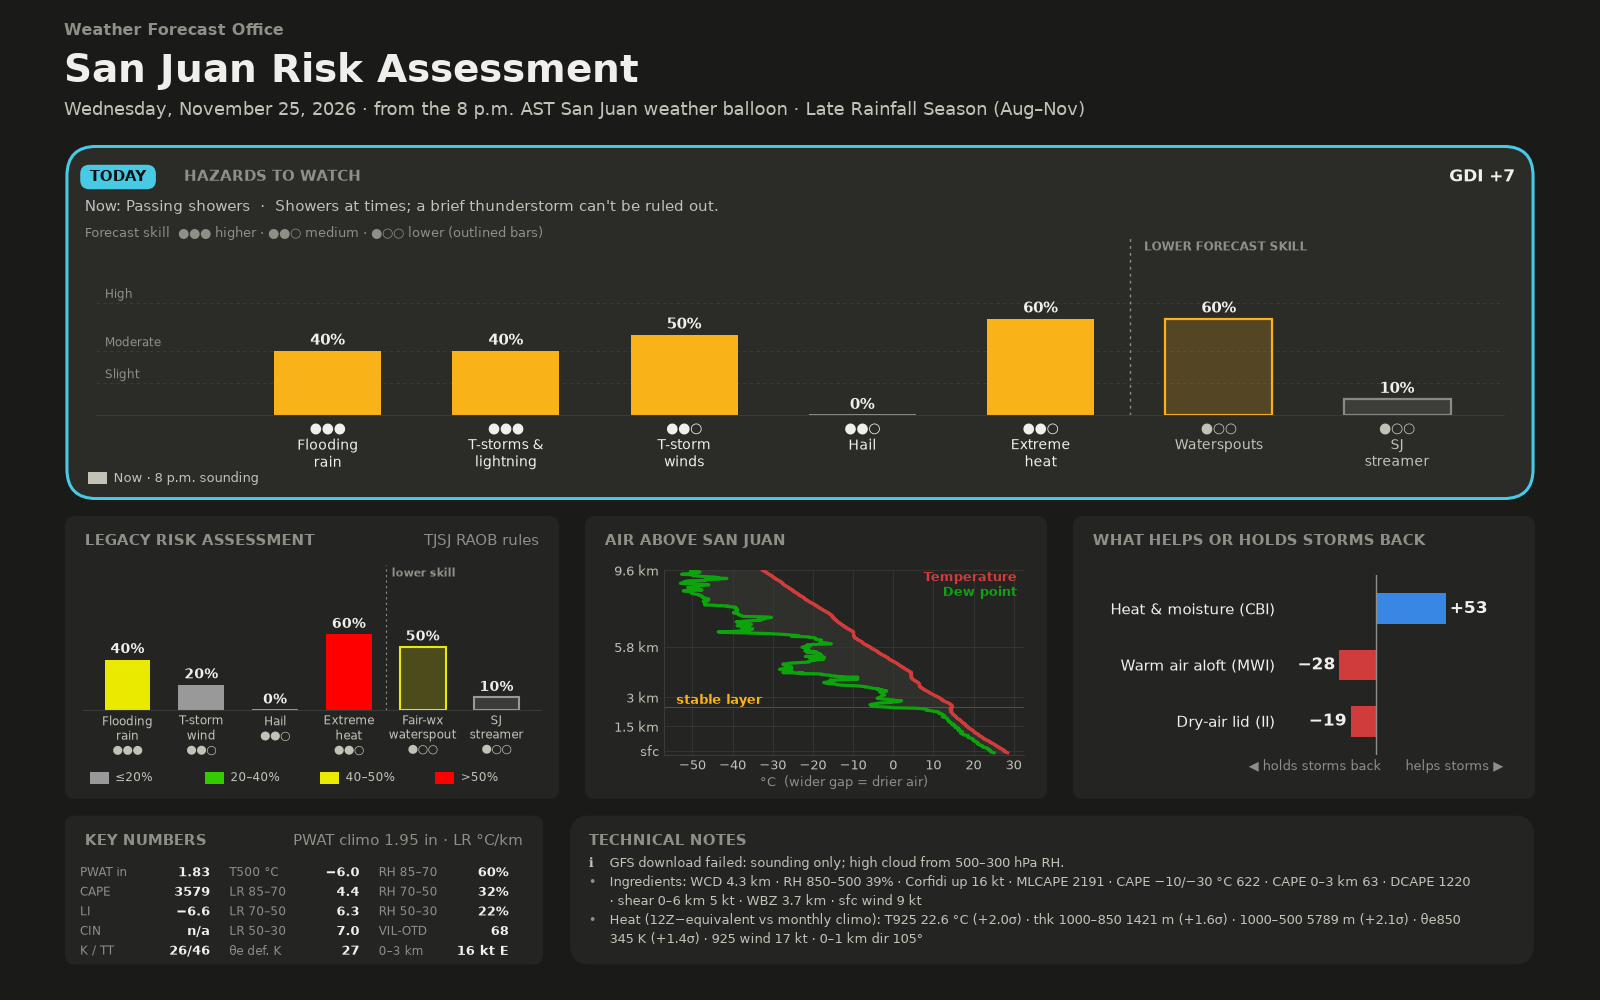 Weather Forecast Office
San Juan Risk Assessment
Wednesday, November 25, 2026 · from the 8 p.m. AST San Juan weather balloon · Late Rainfall Season (Aug–Nov)
TODAY HAZARDS TO WATCH GDI +7
Now: Passing showers · Showers at times; a brief thunderstorm can't be ruled out.
Forecast skill ●●● higher · ●●○ medium · ●○○ lower (outlined bars)
LOWER FORECAST SKILL
High
Moderate
Slight
40% 40% 50% 0% 60% 60% 10%
●●● ●●● ●●○ ●●○ ●●○ ●○○ ●○○
Flooding T-storms & T-storm Hail Extreme Waterspouts SJ
rain lightning winds heat streamer
Now · 8 p.m. sounding
LEGACY RISK ASSESSMENT TJSJ RAOB rules
lower skill
40% 20% 0% 60% 50% 10%
Flooding T-storm Hail Extreme Fair-wx SJ
rain wind ●●○ heat waterspout streamer
●●● ●●○ ●●○ ●○○ ●○○
≤20% 20–40% 40–50% >50%
AIR ABOVE SAN JUAN
9.6 km
Temperature
Dew point
5.8 km
3 km
stable layer
1.5 km
sfc
−50 −40 −30 −20 −10 0 10 20 30
°C (wider gap = drier air)
WHAT HELPS OR HOLDS STORMS BACK
Heat & moisture (CBI) +53
Warm air aloft (MWI) −28
Dry-air lid (II) −19
◀ holds storms back helps storms ▶
KEY NUMBERS PWAT climo 1.95 in · LR °C/km
PWAT in 1.83 T500 °C −6.0 RH 85–70 60%
CAPE 3579 LR 85–70 4.4 RH 70–50 32%
LI −6.6 LR 70–50 6.3 RH 50–30 22%
CIN n/a LR 50–30 7.0 VIL-OTD 68
K / TT 26/46 θe def. K 27 0–3 km 16 kt E
TECHNICAL NOTES
ℹ GFS download failed: sounding only; high cloud from 500–300 hPa RH.
• Ingredients: WCD 4.3 km · RH 850–500 39% · Corfidi up 16 kt · MLCAPE 2191 · CAPE −10/−30 °C 622 · CAPE 0–3 km 63 · DCAPE 1220
· shear 0–6 km 5 kt · WBZ 3.7 km · sfc wind 9 kt
• Heat (12Z−equivalent vs monthly climo): T925 22.6 °C (+2.0σ) · thk 1000–850 1421 m (+1.6σ) · 1000–500 5789 m (+2.1σ) · θe850
345 K (+1.4σ) · 925 wind 17 kt · 0–1 km dir 105°